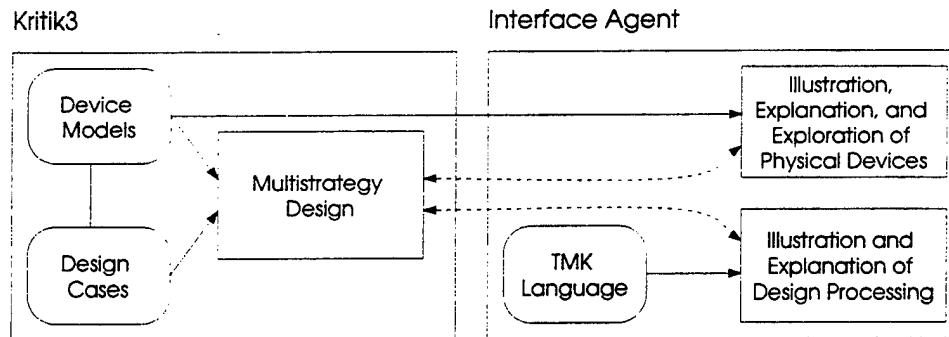 Kritik3
Interface Agent
Device
Models
Multistrategy
Design
Design
Cases
Illustration,
Explanation, and
Exploration of
Physical Devices
TMK
Language
Illustration and
Explanation of
Design Processing